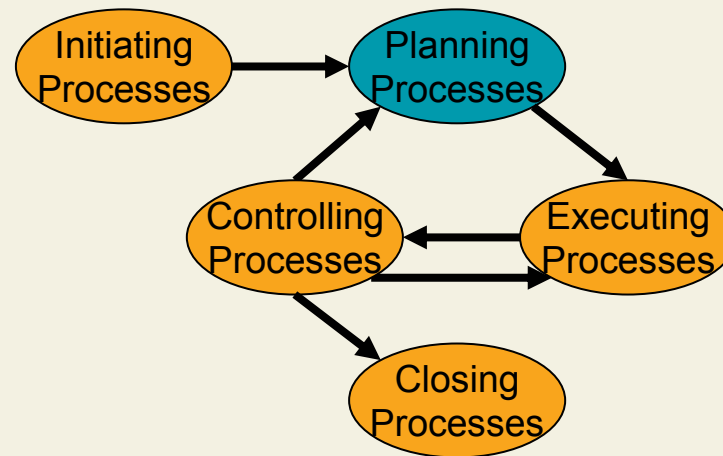 Initiating
Processes
Planning
Processes
Controlling
Processes
Executing
Processes
Closing
Processes